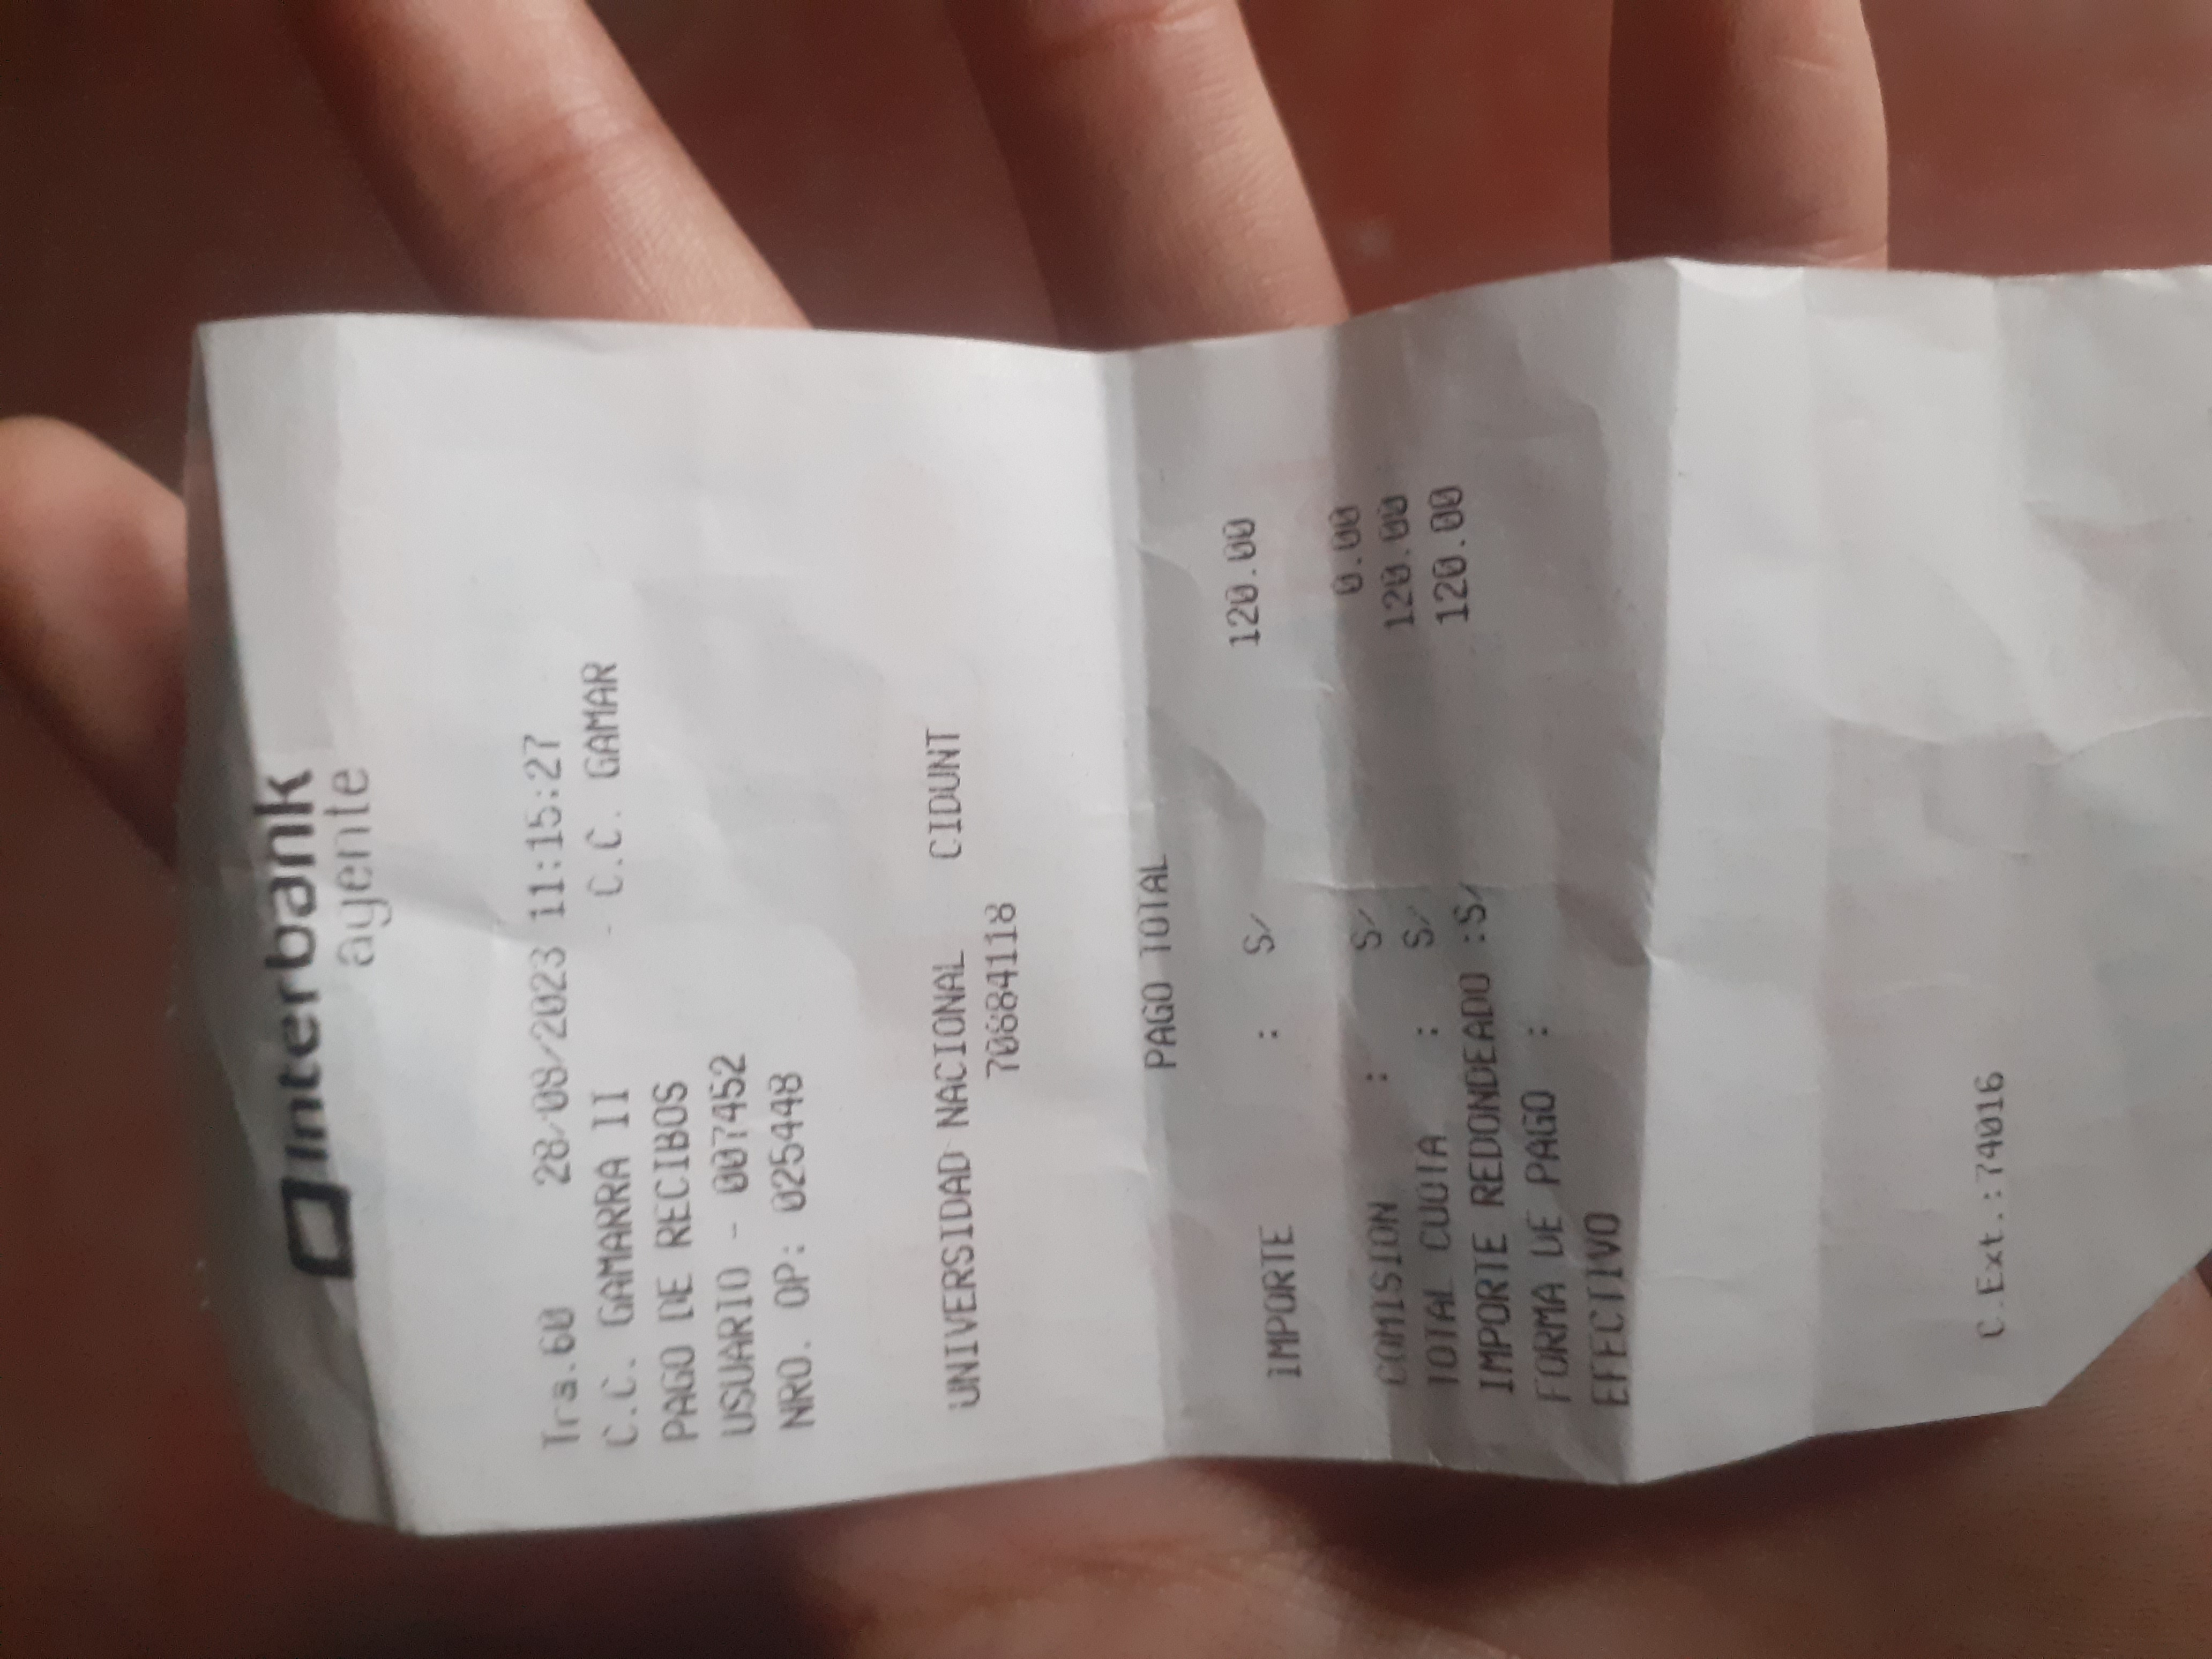 Interbank
agente
Tra.60 28/08/2023 11:15:27
C.C. GAMARRA II - C.C. GAMAR
PAGO DE RECIBOS
USUARIO - 007452
NRO. OP: 025448
UNIVERSIDAD NACIONAL CIDUNT
70884118
PAGO TOTAL
IMPORTE : S/ 120.00
COMISION : S/ 0.00
TOTAL CUOTA : S/ 120.00
IMPORTE REDONDEADO :S/ 120.00
FORMA DE PAGO :
EFECTIVO
C.Ext.:74016